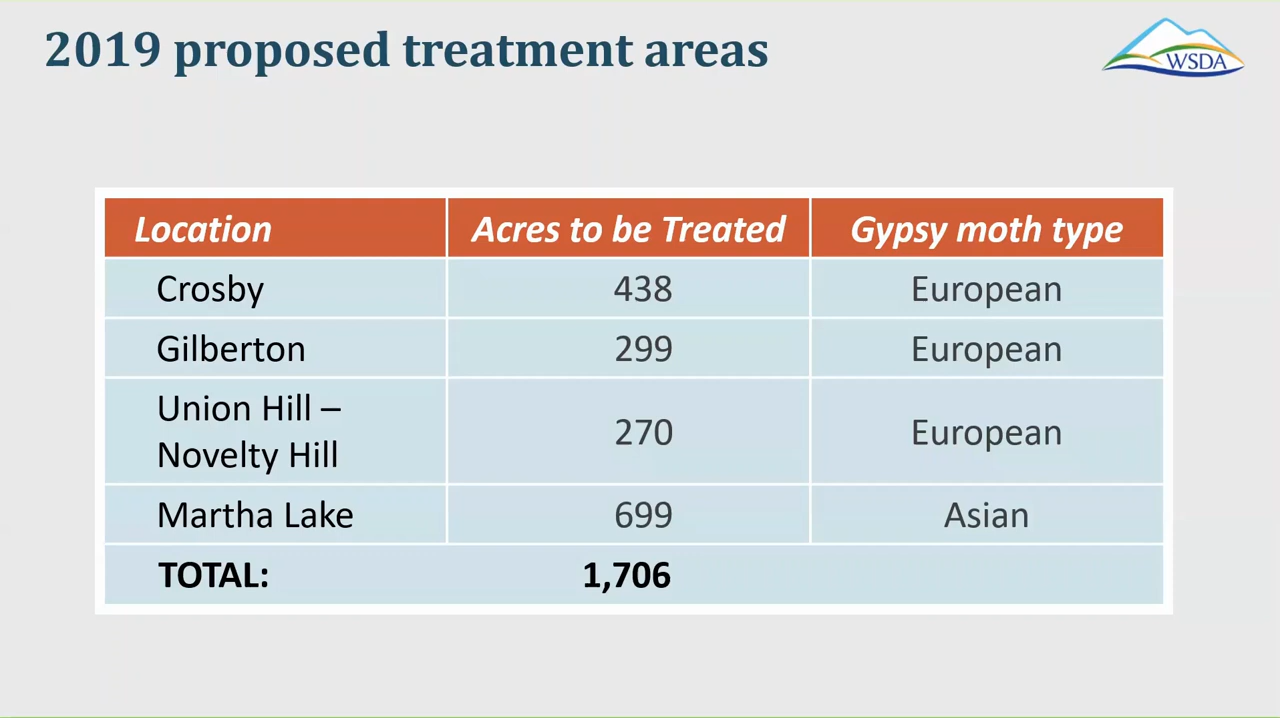 2019 proposed treatment areas
WSDA
Location Acres to be Treated Gypsy moth type
Crosby 438 European
Gilberton 299 European
Union Hill –
Novelty Hill 270 European
Martha Lake 699 Asian
TOTAL: 1,706